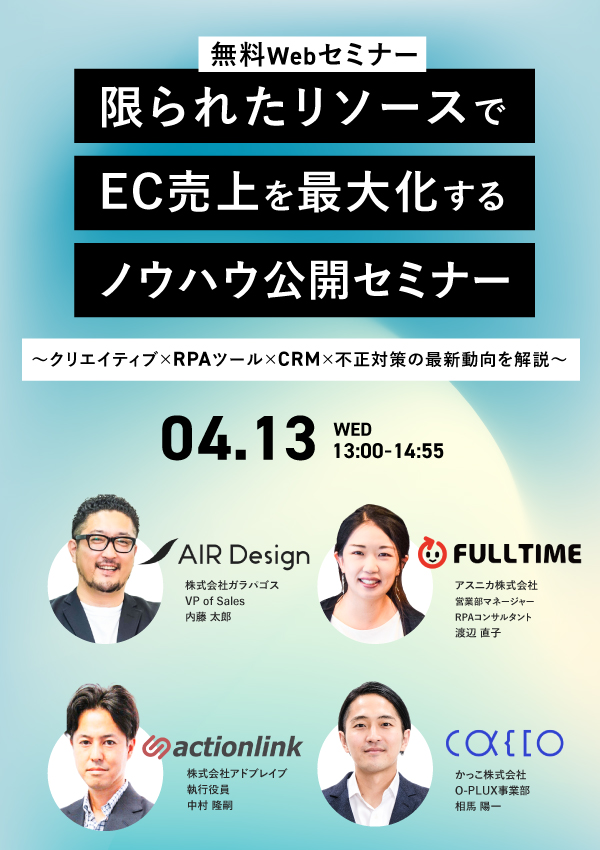 無料Webセミナー
限られたリソースで
EC売上を最大化する
ノウハウ公開セミナー
〜クリエイティブ×RPAツール×CRM×不正対策の最新動向を解説〜
04.13
WED
13:00-14:55
AIR Design
株式会社ガラパゴス
VP of Sales
内藤 太郎
FULLTIME
アスニカ株式会社
営業部マネージャー
RPAコンサルタント
渡辺 直子
actionlink
株式会社アドブレイブ
執行役員
中村 隆嗣
cacco
かっこ株式会社
O-PLUX事業部
相馬 陽一